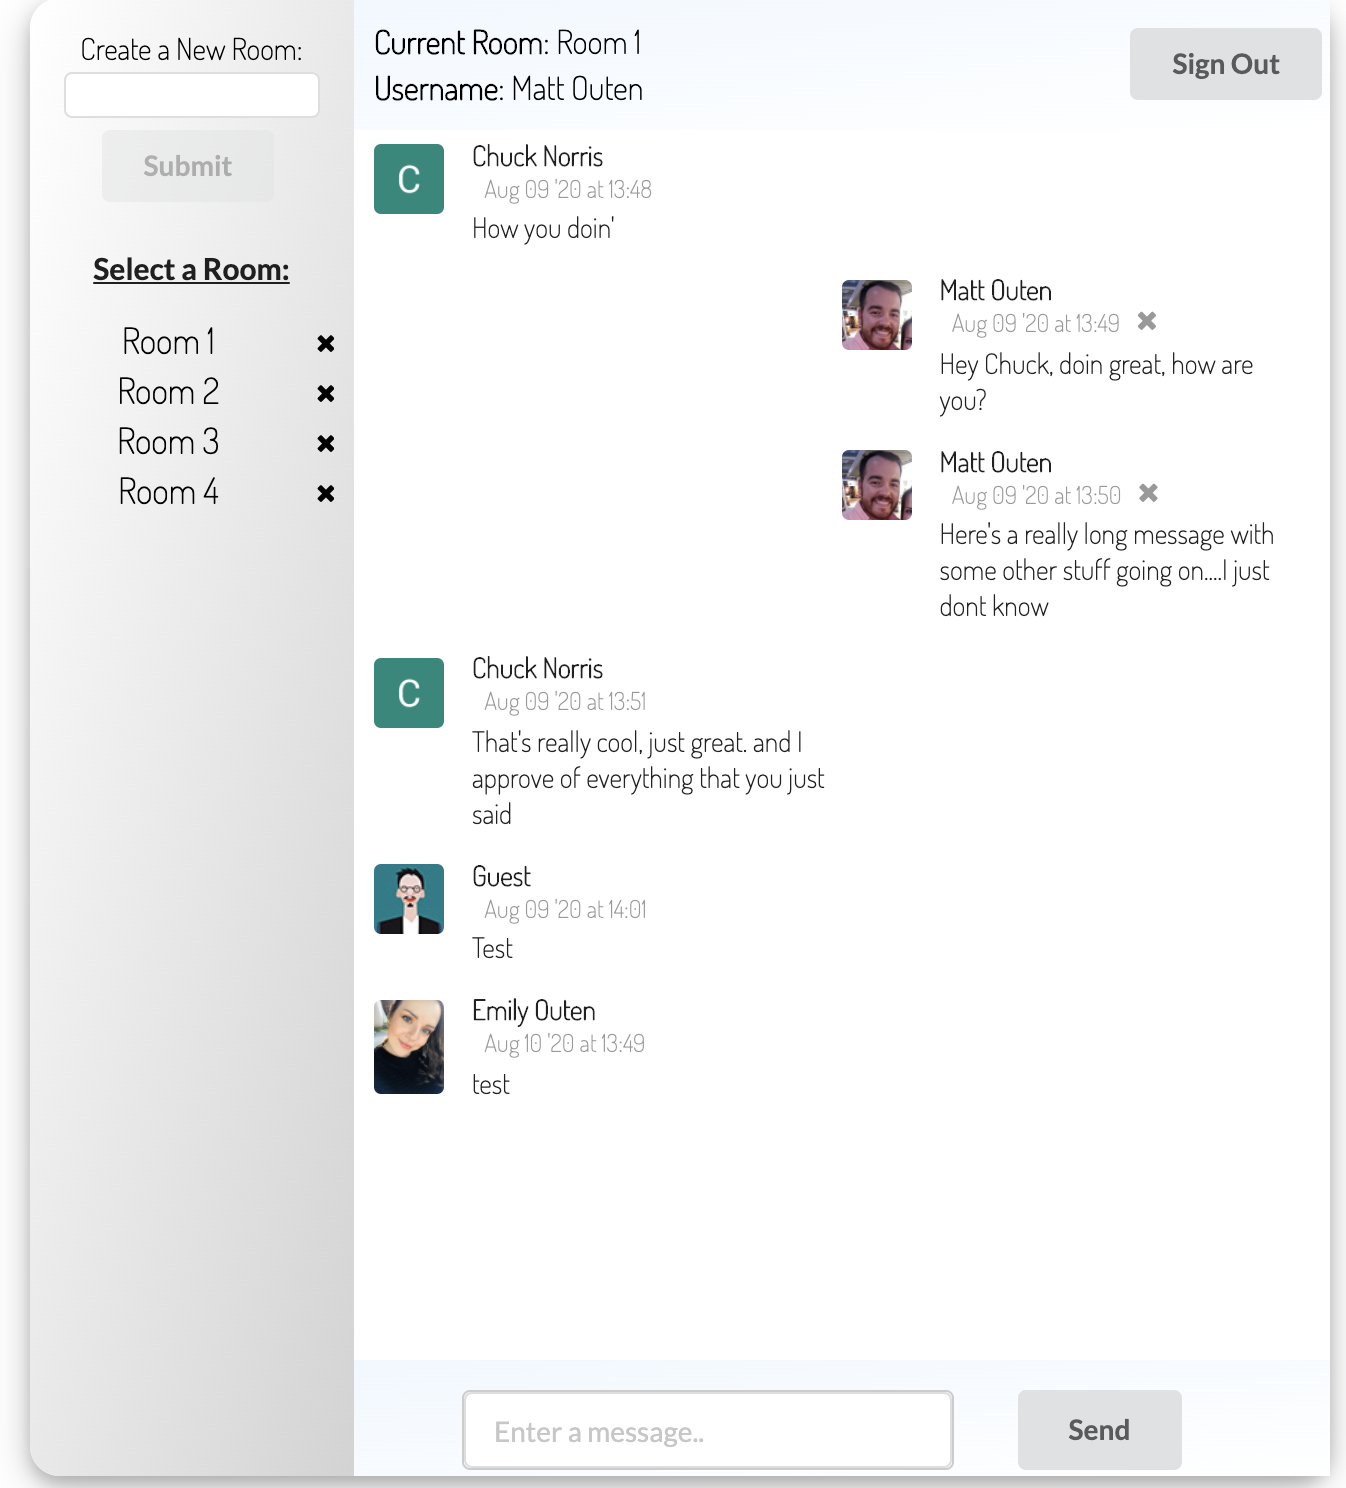 Create a New Room:
Submit
Select a Room:
Room 1
Room 2
Room 3
Room 4
Current Room: Room 1
Username: Matt Outen
Sign Out
C
Chuck Norris
Aug 09 '20 at 13:48
How you doin'
Matt Outen
Aug 09 '20 at 13:49
Hey Chuck, doin great, how are
you?
Matt Outen
Aug 09 '20 at 13:50
Here's a really long message with
some other stuff going on....I just
dont know
C
Chuck Norris
Aug 09 '20 at 13:51
That's really cool, just great. and I
approve of everything that you just
said
Guest
Aug 09 '20 at 14:01
Test
Emily Outen
Aug 10 '20 at 13:49
test
Enter a message..
Send